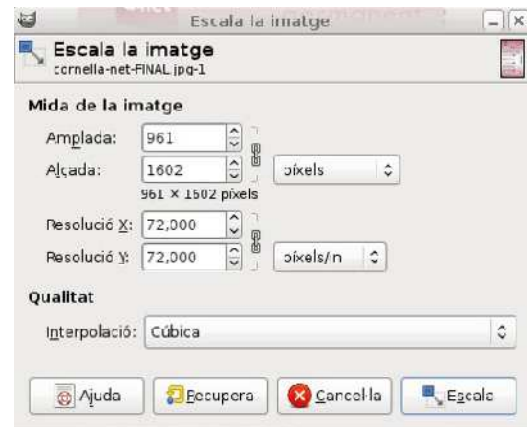 Escala la imatge
Escala la imatge
cornella-net-FINAL.jpg-1
Mida de la imatge
Amplada: 961
Alçada: 1602 píxels
961 × 1602 píxels
Resolució X: 72,000
Resolució Y: 72,000 píxels/in
Qualitat
Interpolació: Cúbica
Ajuda Recupera Cancel·la Escala